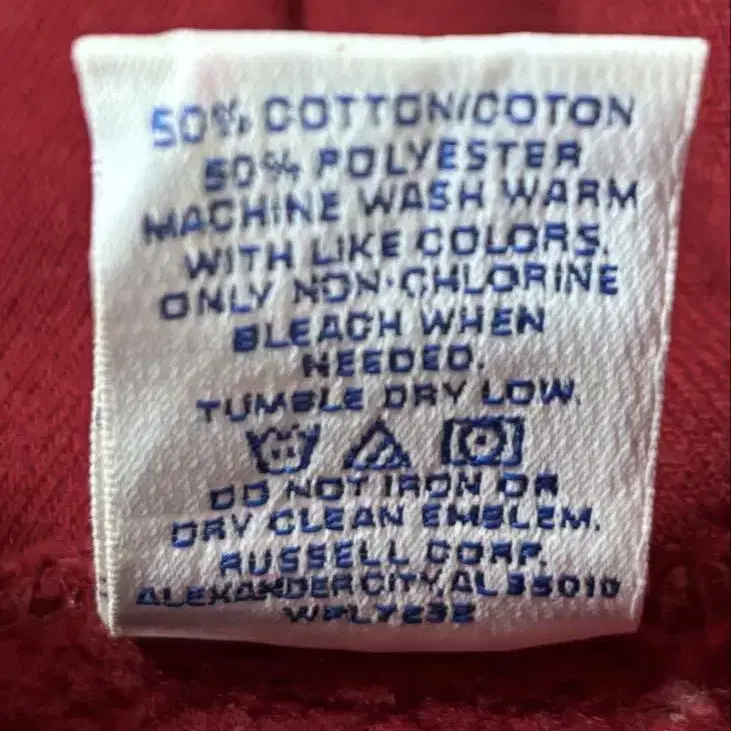 50% COTTON/COTON
50% POLYESTER
MACHINE WASH WARM
WITH LIKE COLORS.
ONLY NON-CHLORINE
BLEACH WHEN
NEEDED.
TUMBLE DRY LOW.
DO NOT IRON OR
DRY CLEAN EMBLEM.
RUSSELL CORP.
ALEXANDER CITY, AL 35010